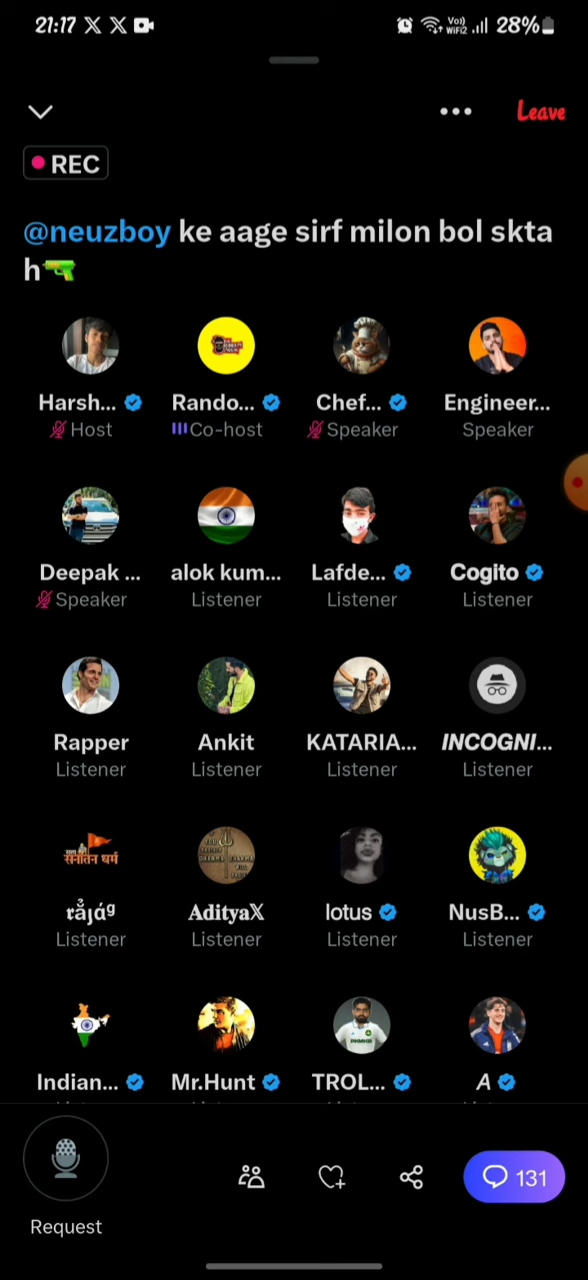 21:17 X X Vo)) WiFi2 28%
Leave
REC
@neuzboy ke aage sirf milon bol skta
h
Harsh... Rando... Chef... Engineer...
Host Co-host Speaker Speaker
Deepak ... alok kum... Lafde... Cogito
Speaker Listener Listener Listener
Rapper Ankit KATARIA... INCOGNI...
Listener Listener Listener Listener
सनातन धर्म
AdityaX lotus NusB...
Listener Listener Listener Listener
Indian... Mr.Hunt TROL... A
131
Request